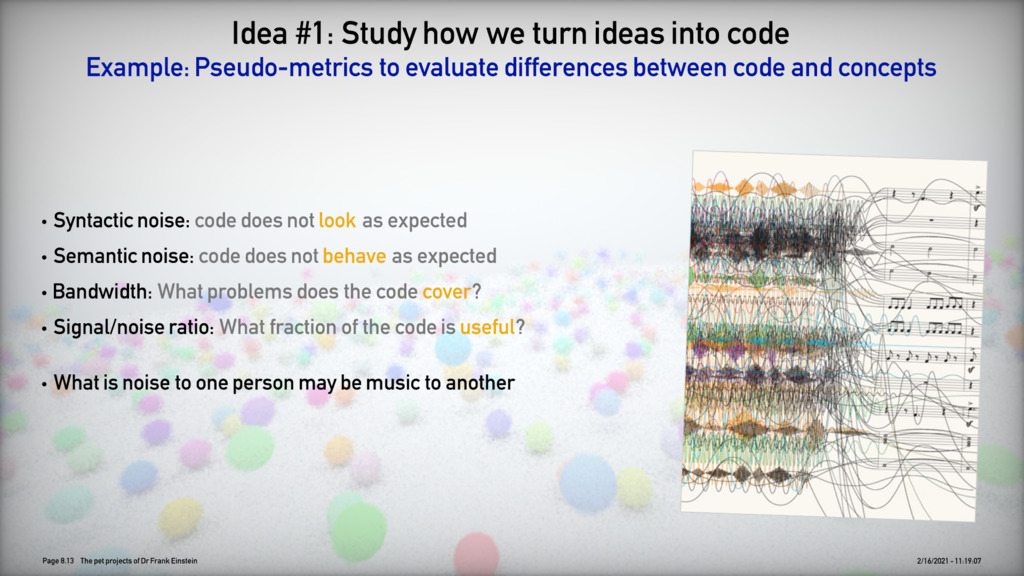 Idea #1: Study how we turn ideas into code
Example: Pseudo-metrics to evaluate differences between code and concepts
• Syntactic noise: code does not look as expected
• Semantic noise: code does not behave as expected
• Bandwidth: What problems does the code cover?
• Signal/noise ratio: What fraction of the code is useful?
• What is noise to one person may be music to another
Page 8.13 The pet projects of Dr Frank Einstein
2/16/2021 - 11:19:07